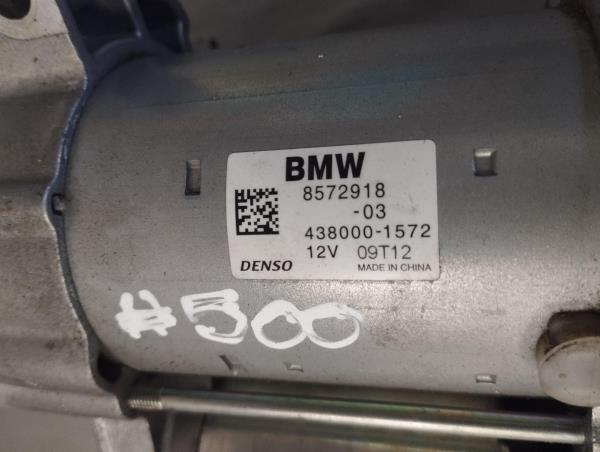 BMW
8572918
-03
438000-1572
12V 09T12
DENSO MADE IN CHINA
#500